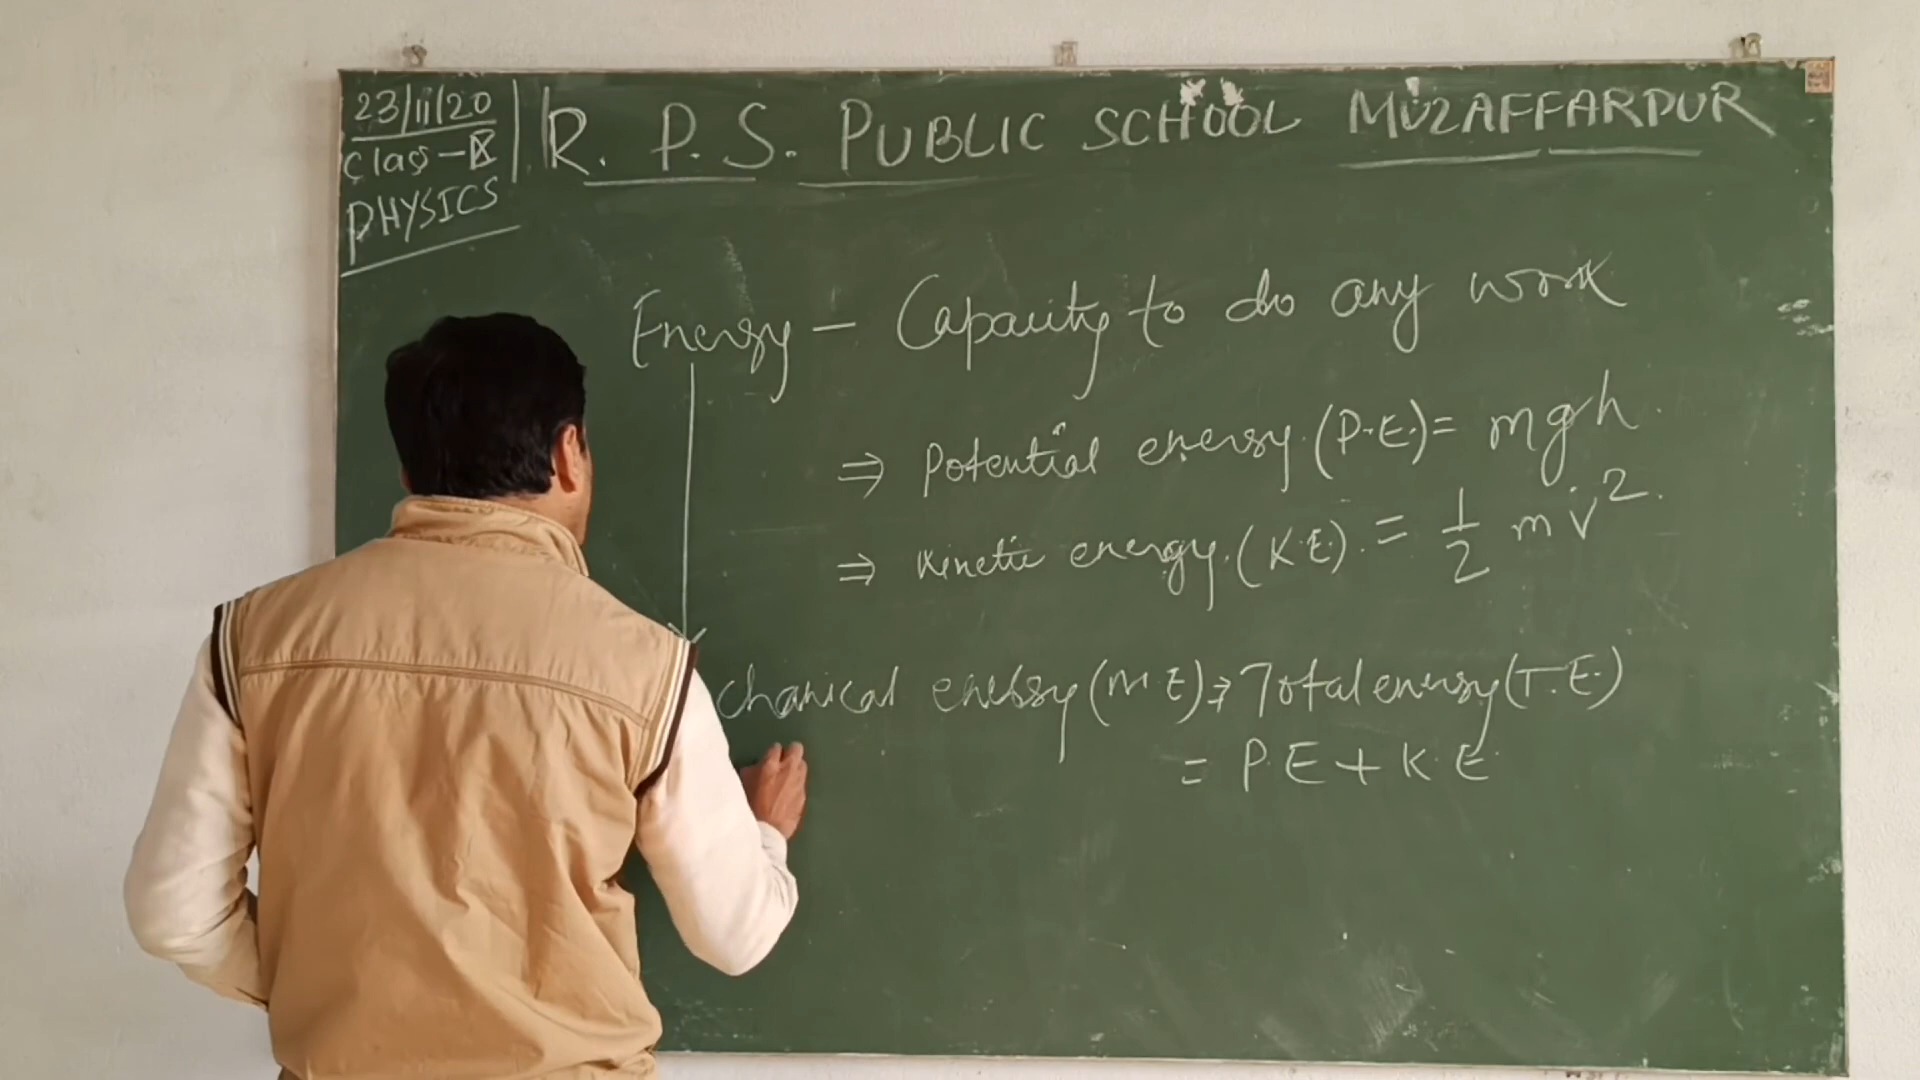 23/11/20
Class - IX
PHYSICS
R. P. S. PUBLIC SCHOOL MUZAFFARPUR
Energy - Capacity to do any work
⇒ Potential energy. (P.E.) = mgh.
⇒ Kinetic energy. (K.E). = 1/2 mv².
chanical energy (M E) ⇒ Total energy (T.E.)
= P.E + K.E.